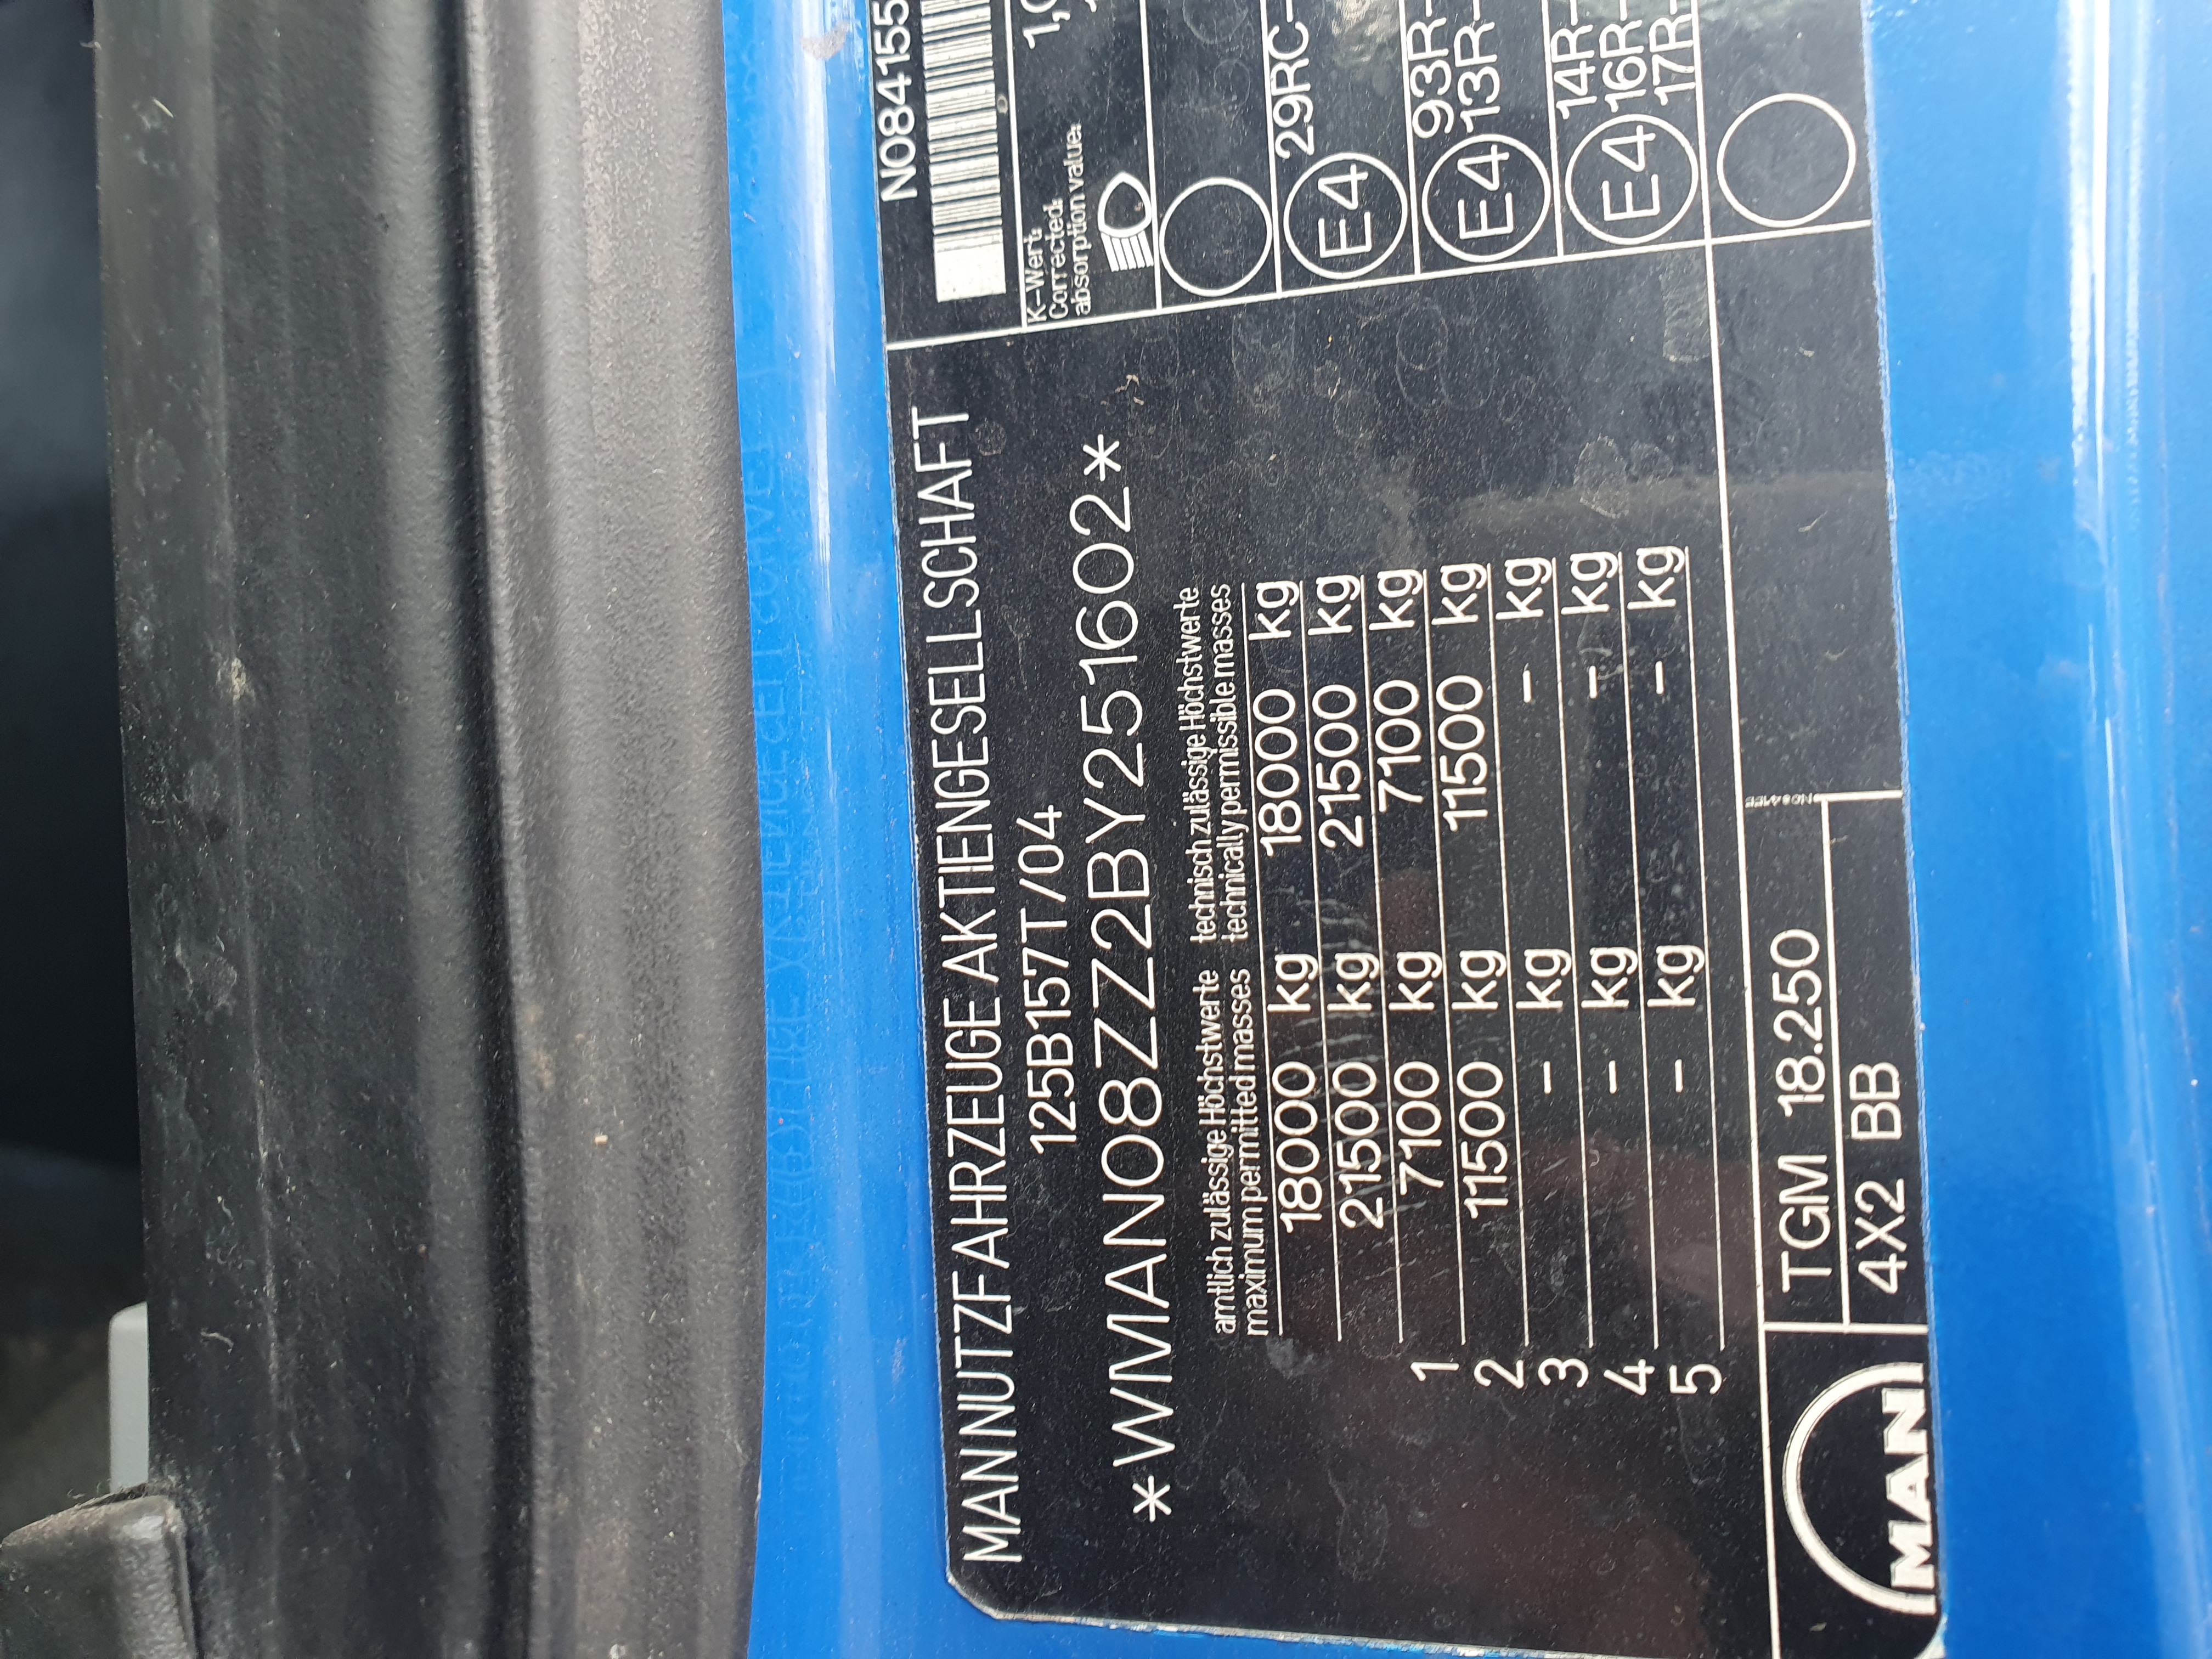 MAN NUTZFAHRZEUGE AKTIENGESELLSCHAFT
125B157T/04
*WMAN08ZZ2BY251602*
amtlich zulässige Höchstwerte technisch zulässige Höchstwerte
maximum permitted masses technically permissible masses
18000 kg 18000 kg
21500 kg 21500 kg
1 7100 kg 7100 kg
2 11500 kg 11500 kg
3 - kg - kg
4 - kg - kg
5 - kg - kg
MAN
TGM 18.250
4X2 BB
N084155
K-Wert:
Corrected:
absorption value:
1,0
E4 29RC-
E4 93R-
13R-
E4 14R-
16R-
17R-